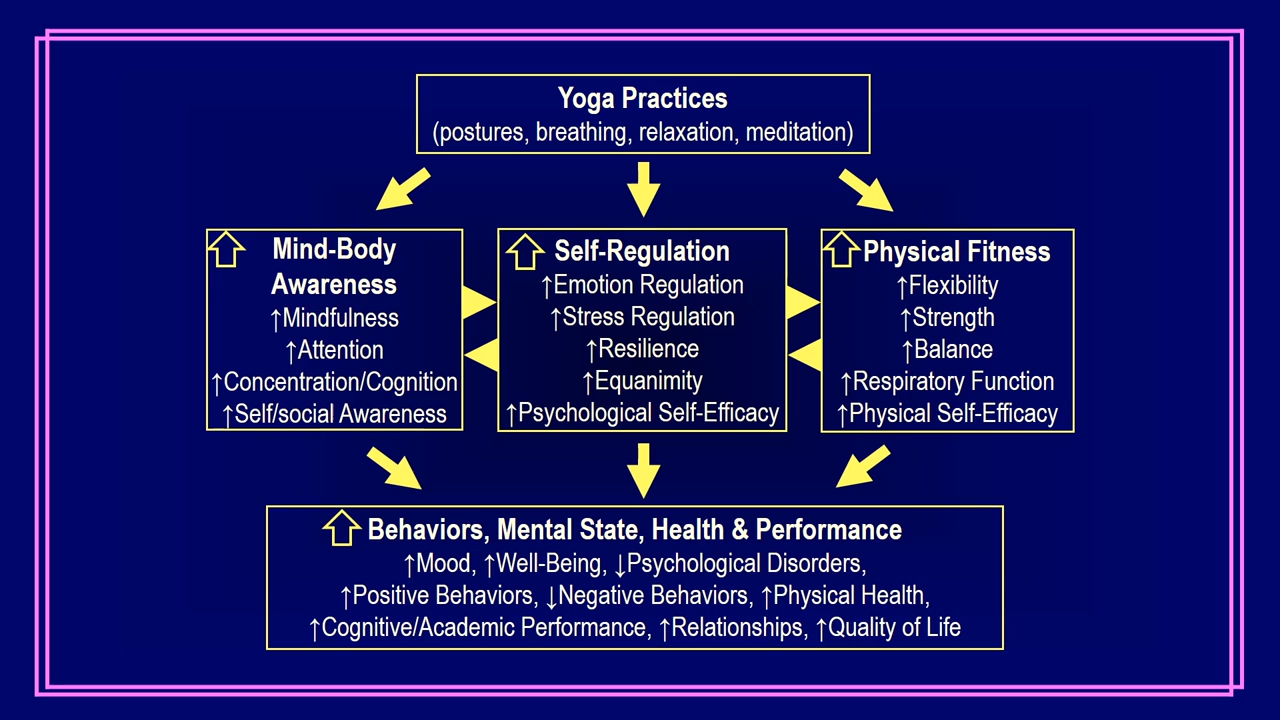 Yoga Practices
(postures, breathing, relaxation, meditation)
Mind-Body
Awareness
↑Mindfulness
↑Attention
↑Concentration/Cognition
↑Self/social Awareness
Self-Regulation
↑Emotion Regulation
↑Stress Regulation
↑Resilience
↑Equanimity
↑Psychological Self-Efficacy
Physical Fitness
↑Flexibility
↑Strength
↑Balance
↑Respiratory Function
↑Physical Self-Efficacy
Behaviors, Mental State, Health & Performance
↑Mood, ↑Well-Being, ↓Psychological Disorders,
↑Positive Behaviors, ↓Negative Behaviors, ↑Physical Health,
↑Cognitive/Academic Performance, ↑Relationships, ↑Quality of Life